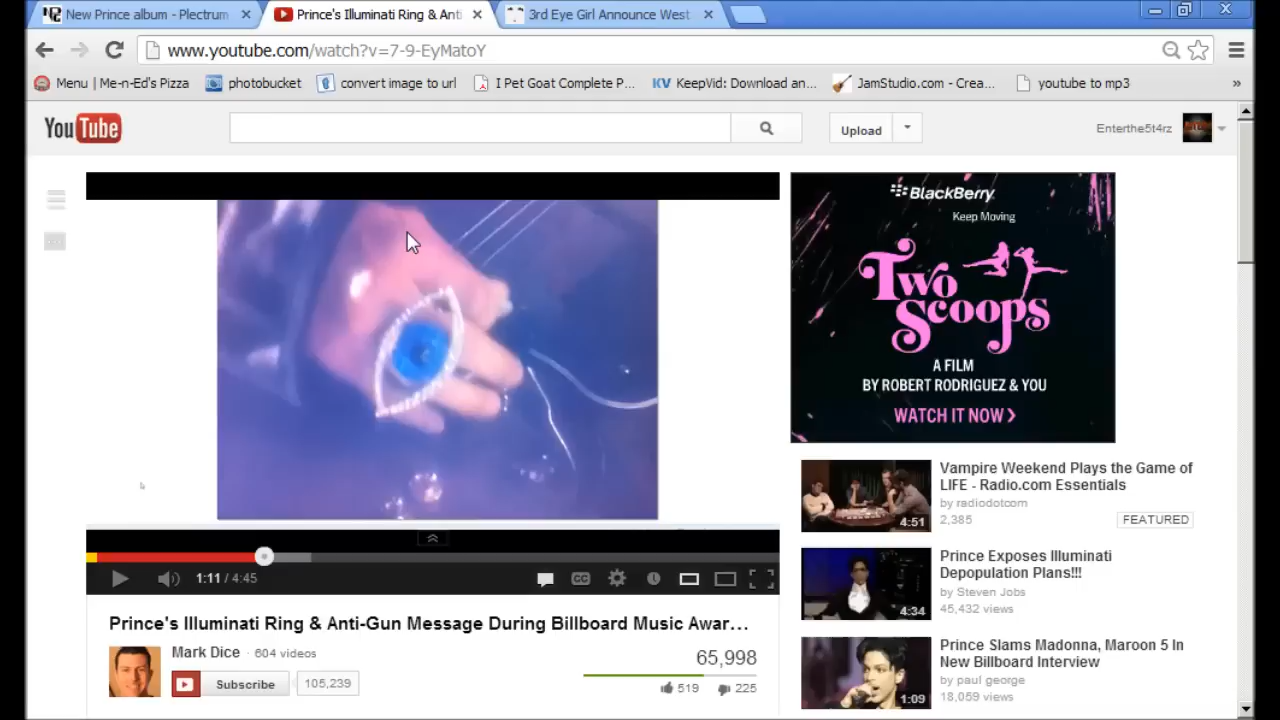 New Prince album - Plectrum
Prince's Illuminati Ring & Anti
3rd Eye Girl Announce West
www.youtube.com/watch?v=7-9-EyMatoY
Menu | Me-n-Ed's Pizza
photobucket
convert image to url
I Pet Goat Complete P...
KV KeepVid: Download an...
JamStudio.com - Crea...
youtube to mp3
»
YouTube
Upload
Enterthe5t4rz
BlackBerry
Keep Moving
Two
Scoops
A FILM
BY ROBERT RODRIGUEZ & YOU
WATCH IT NOW >
1:11 / 4:45
CC
Prince's Illuminati Ring & Anti-Gun Message During Billboard Music Awar...
Mark Dice · 604 videos
Subscribe 105,239
65,998
519 225
Vampire Weekend Plays the Game of
LIFE - Radio.com Essentials
by radiodotcom
2,385 FEATURED
4:51
Prince Exposes Illuminati
Depopulation Plans!!!
by Steven Jobs
45,432 views
4:34
Prince Slams Madonna, Maroon 5 In
New Billboard Interview
by paul george
18,059 views
1:09